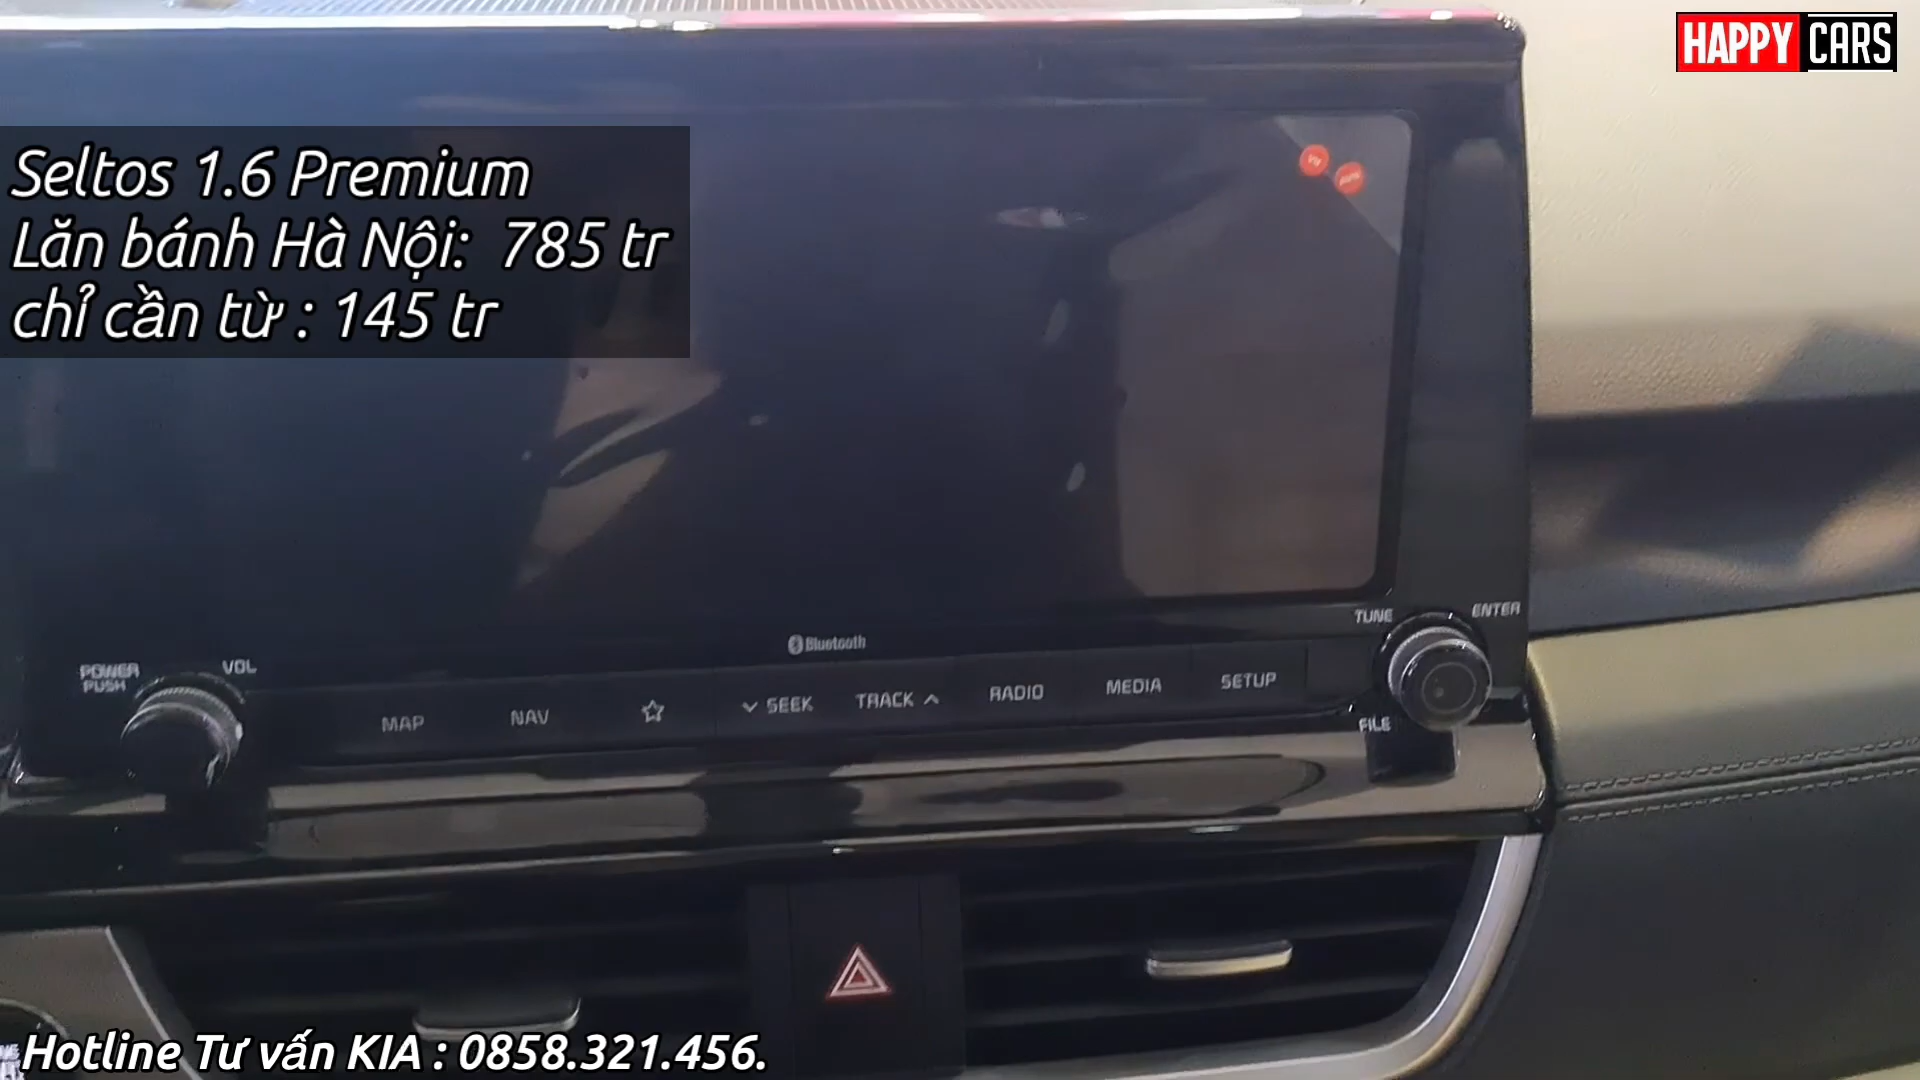 HAPPY CARS
Seltos 1.6 Premium
Lăn bánh Hà Nội: 785 tr
chỉ cần từ : 145 tr
TUNE
ENTER
Bluetooth
POWER
PUSH
VOL
MAP
NAV
SEEK
TRACK
RADIO
MEDIA
SETUP
FILE
Hotline Tư vấn KIA : 0858.321.456.